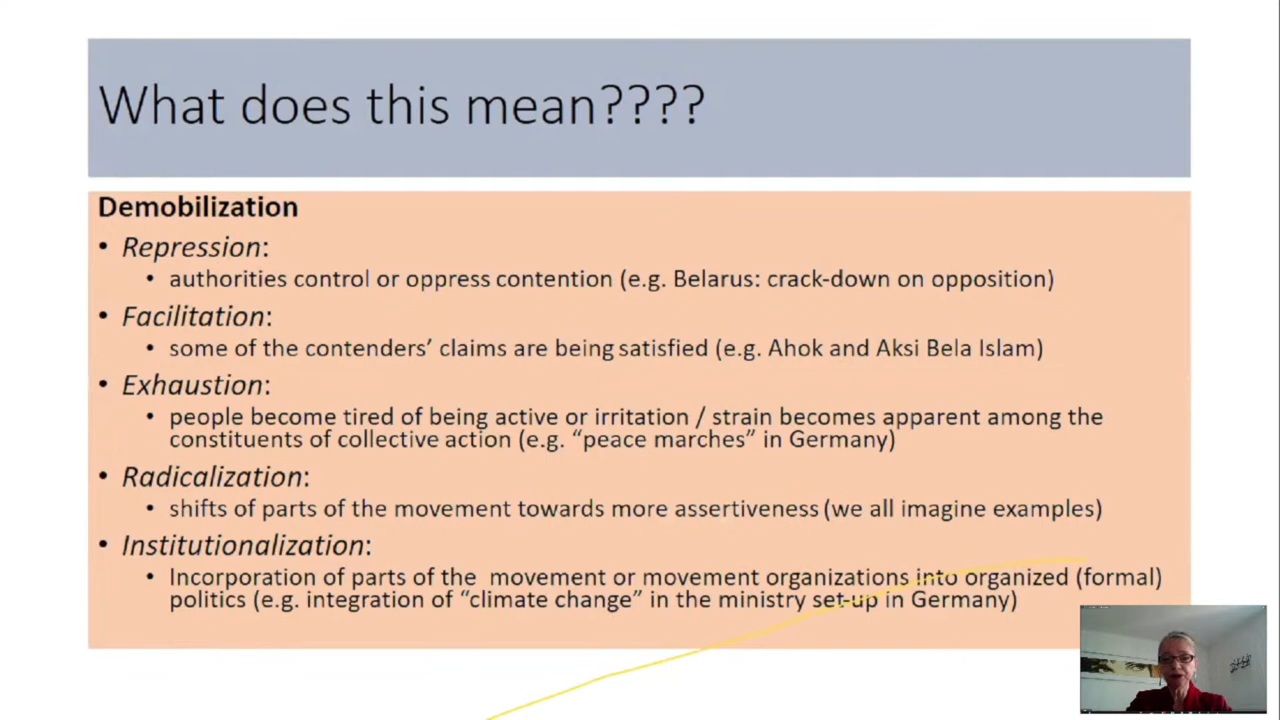 What does this mean????
Demobilization
• Repression:
• authorities control or oppress contention (e.g. Belarus: crack-down on opposition)
• Facilitation:
• some of the contenders’ claims are being satisfied (e.g. Ahok and Aksi Bela Islam)
• Exhaustion:
• people become tired of being active or irritation / strain becomes apparent among the
constituents of collective action (e.g. “peace marches” in Germany)
• Radicalization:
• shifts of parts of the movement towards more assertiveness (we all imagine examples)
• Institutionalization:
• Incorporation of parts of the movement or movement organizations into organized (formal)
politics (e.g. integration of “climate change” in the ministry set-up in Germany)